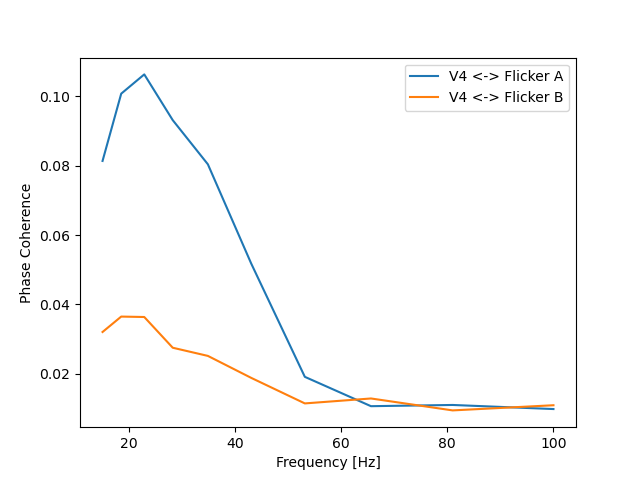 V4 <-> Flicker A
V4 <-> Flicker B
0.10
0.08
0.06
0.04
0.02
Phase Coherence
20 40 60 80 100
Frequency [Hz]